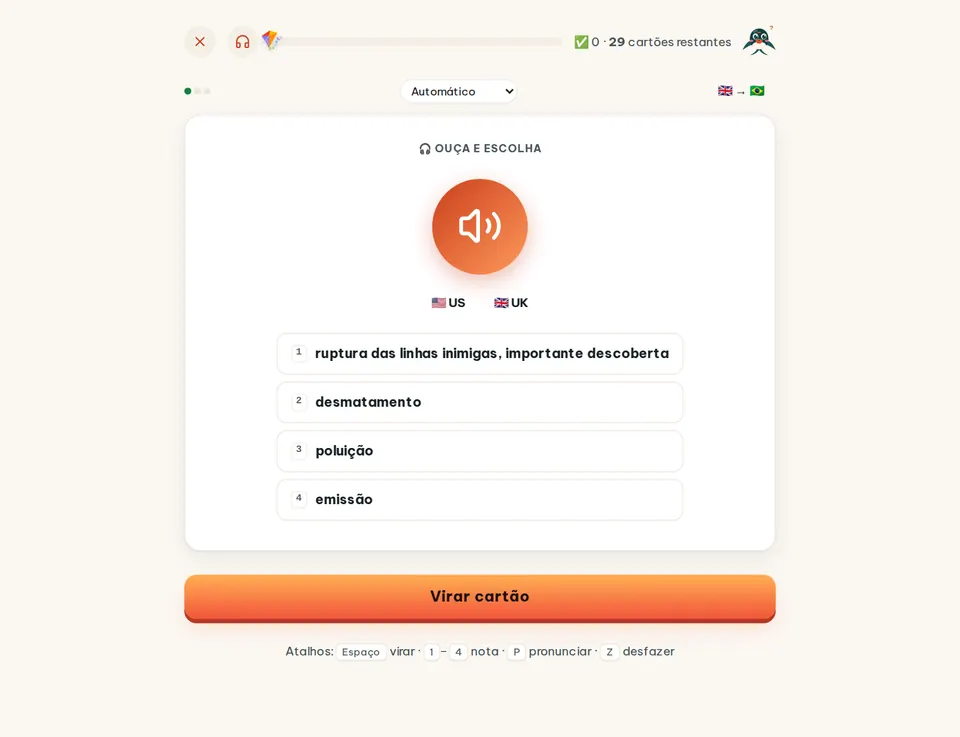 ✅ 0 · 29 cartões restantes
Automático
🇬🇧 → 🇧🇷
🎧 OUÇA E ESCOLHA
🇺🇸 US 🇬🇧 UK
1 ruptura das linhas inimigas, importante descoberta
2 desmatamento
3 poluição
4 emissão
Virar cartão
Atalhos: Espaço virar · 1 – 4 nota · P pronunciar · Z desfazer